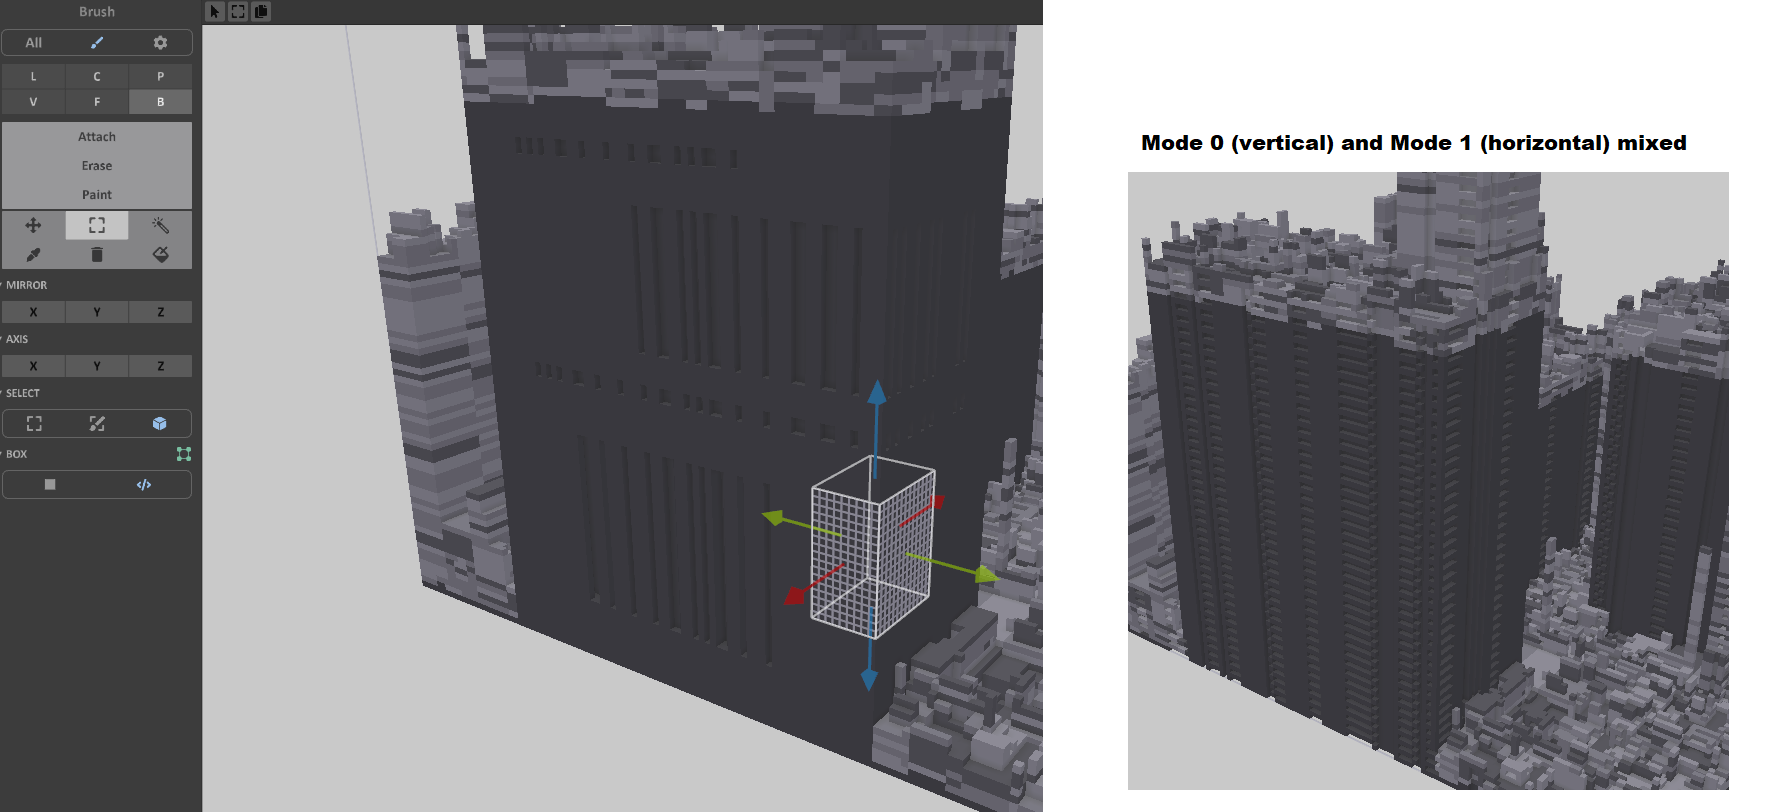 Brush
All
L C P
V F B
Attach
Erase
Paint
MIRROR
X Y Z
AXIS
X Y Z
SELECT
BOX
</>
Mode 0 (vertical) and Mode 1 (horizontal) mixed